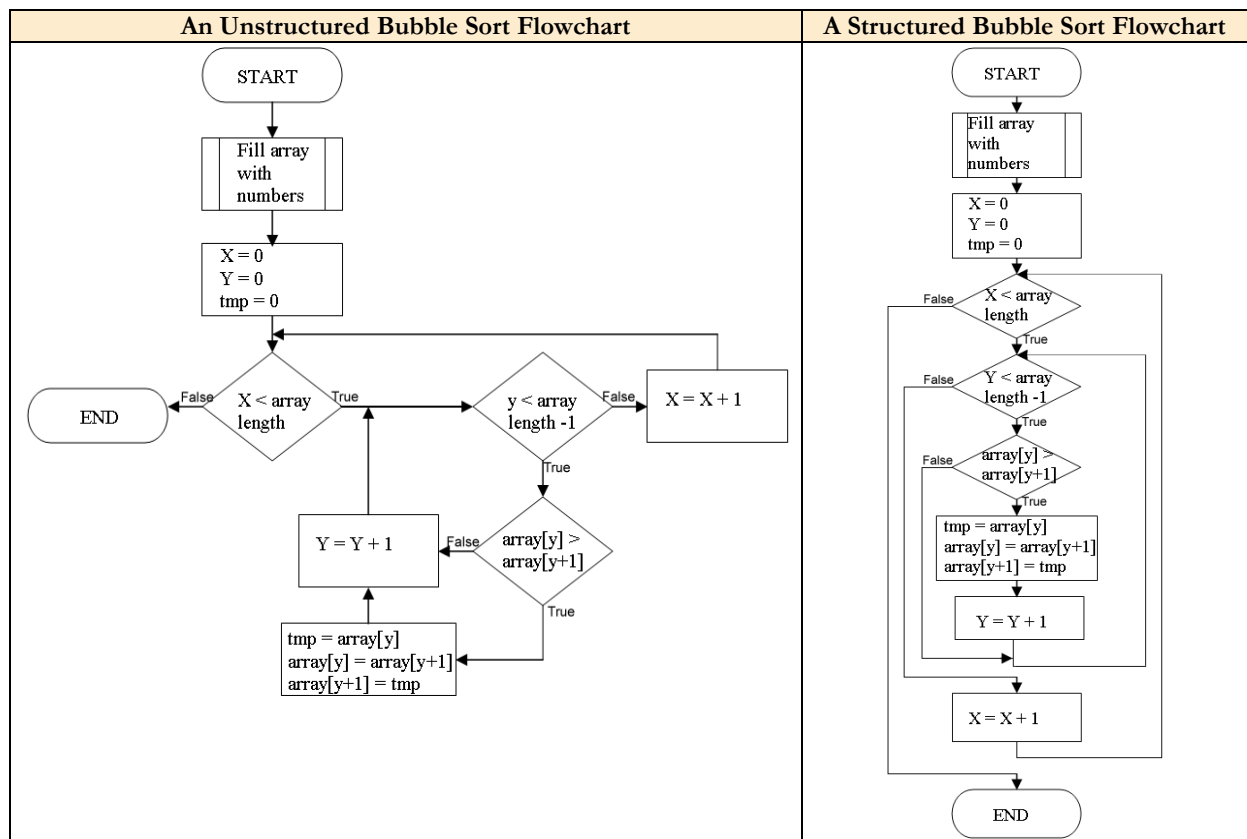 An Unstructured Bubble Sort Flowchart
START
Fill array
with
numbers
X = 0
Y = 0
tmp = 0
False
X < array
length
True
END
y < array
length -1
False
X = X + 1
True
Y = Y + 1
False
array[y] >
array[y+1]
True
tmp = array[y]
array[y] = array[y+1]
array[y+1] = tmp
A Structured Bubble Sort Flowchart
START
Fill array
with
numbers
X = 0
Y = 0
tmp = 0
False
X < array
length
True
False
Y < array
length -1
True
False
array[y] >
array[y+1]
True
tmp = array[y]
array[y] = array[y+1]
array[y+1] = tmp
Y = Y + 1
X = X + 1
END